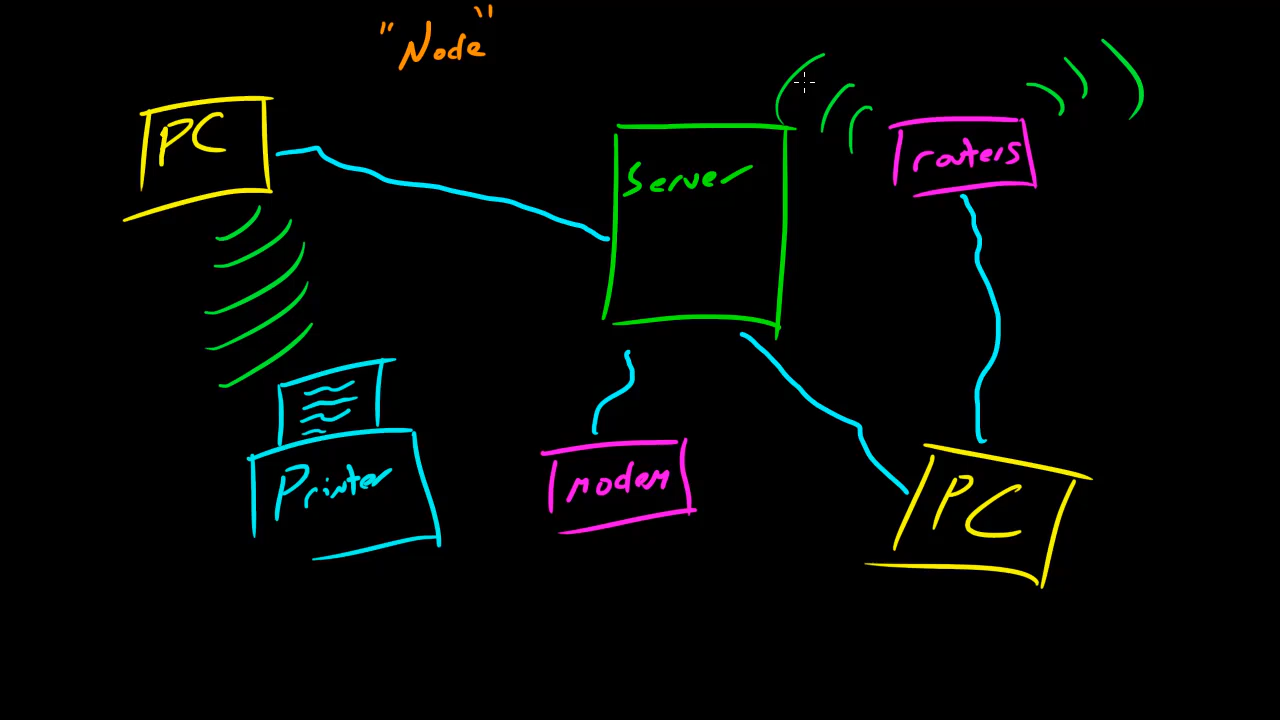 "Node"
PC
Server
routers
Printer
modem
PC